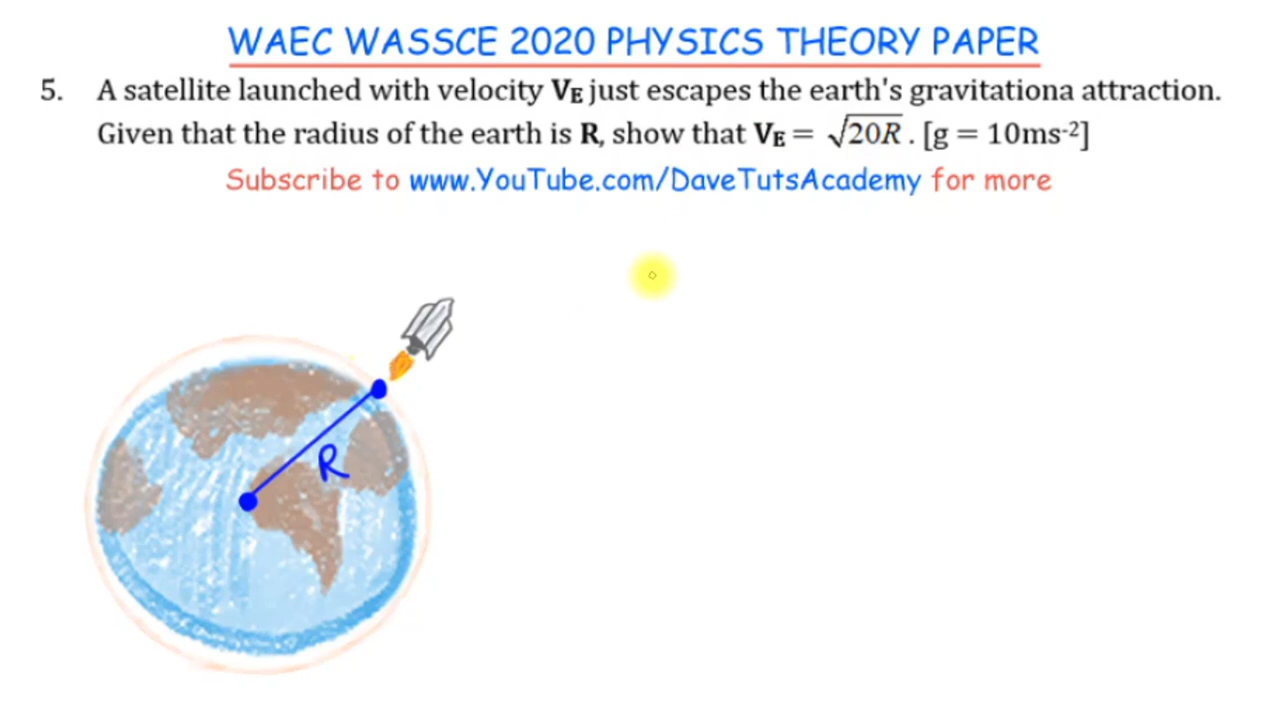 WAEC WASSCE 2020 PHYSICS THEORY PAPER
5. A satellite launched with velocity V_E just escapes the earth's gravitationa attraction.
Given that the radius of the earth is R, show that V_E = √20R . [g = 10ms⁻²]
Subscribe to www.YouTube.com/DaveTutsAcademy for more
R